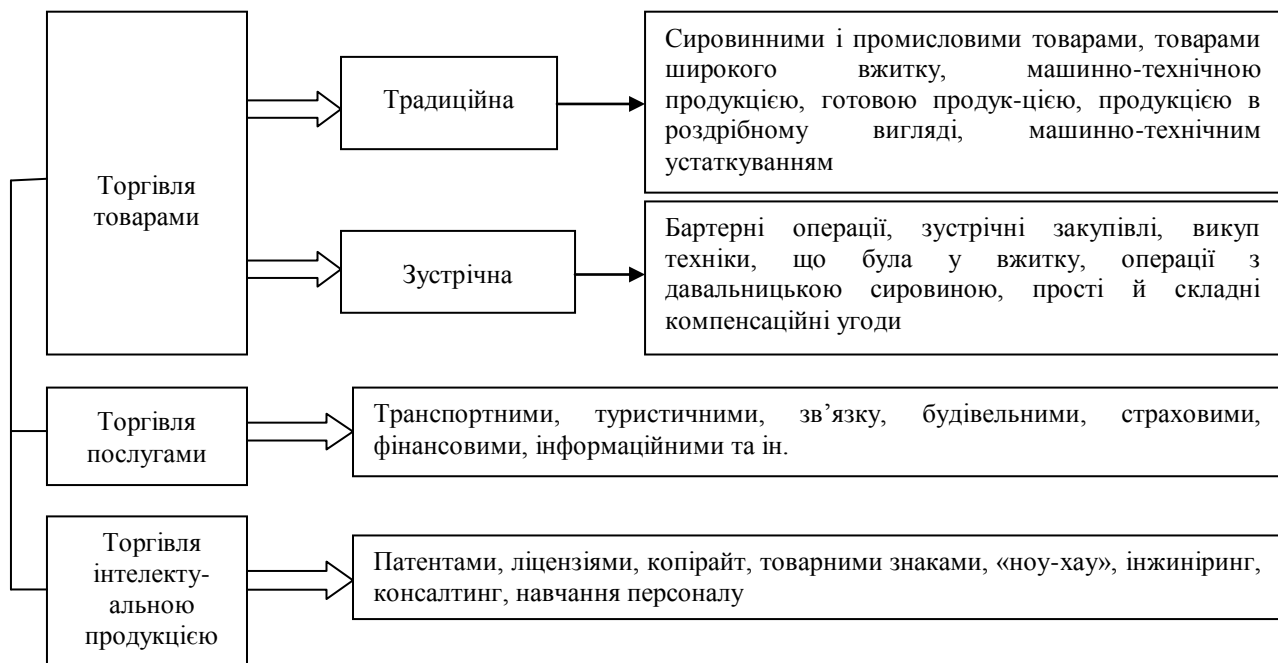 Торгівля
товарами
Традиційна
Сировинними і промисловими товарами, товарами
широкого вжитку, машинно-технічною
продукцією, готовою продук-цією, продукцією в
роздрібному вигляді, машинно-технічним
устаткуванням
Зустрічна
Бартерні операції, зустрічні закупівлі, викуп
техніки, що була у вжитку, операції з
давальницькою сировиною, прості й складні
компенсаційні угоди
Торгівля
послугами
Транспортними, туристичними, зв’язку, будівельними, страховими,
фінансовими, інформаційними та ін.
Торгівля
інтелекту-
альною
продукцією
Патентами, ліцензіями, копірайт, товарними знаками, «ноу-хау», інжиніринг,
консалтинг, навчання персоналу